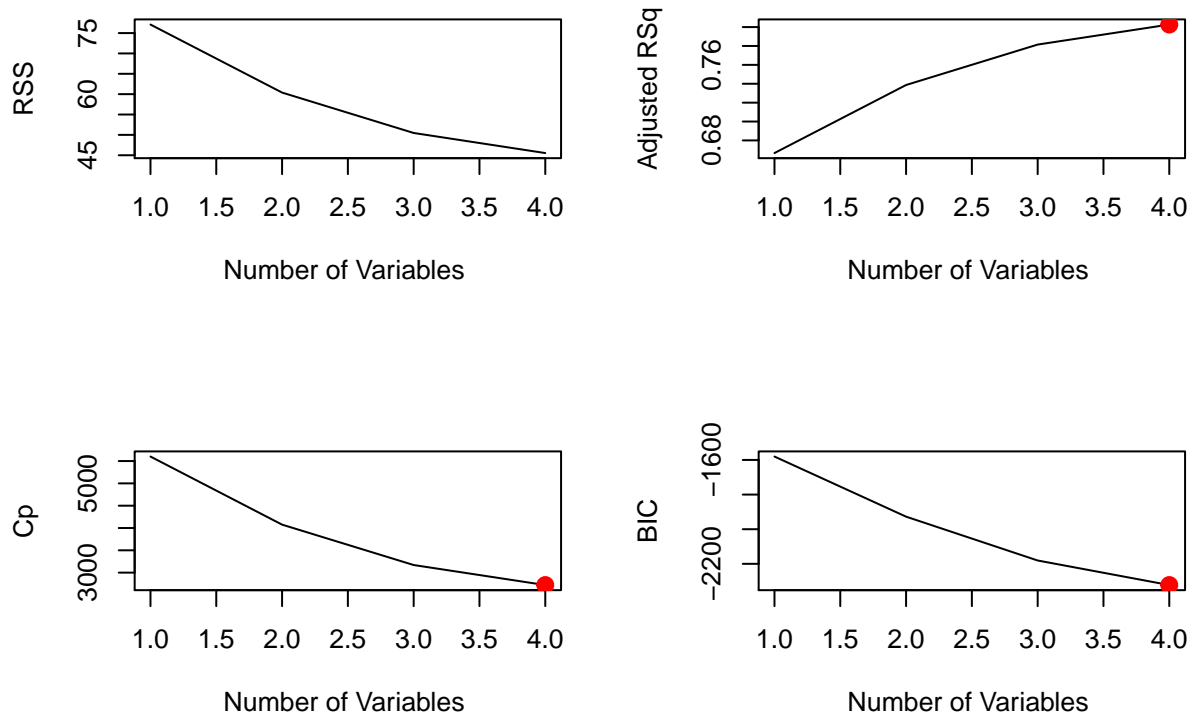 RSS
75
60
45
1.0 1.5 2.0 2.5 3.0 3.5 4.0
Number of Variables
Adjusted RSq
0.76
0.68
1.0 1.5 2.0 2.5 3.0 3.5 4.0
Number of Variables
Cp
5000
3000
1.0 1.5 2.0 2.5 3.0 3.5 4.0
Number of Variables
BIC
−1600
−2200
1.0 1.5 2.0 2.5 3.0 3.5 4.0
Number of Variables